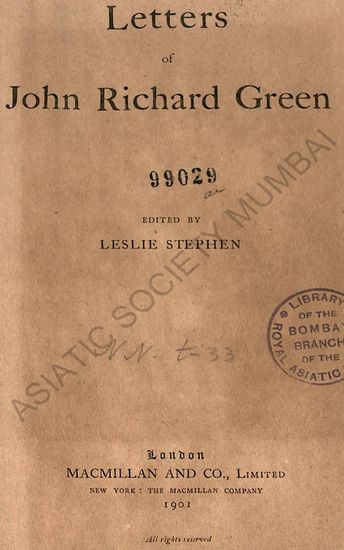 Letters
of
John Richard Green
99029
EDITED BY
LESLIE STEPHEN
ASIATIC SOCIETY MUMBAI
LIBRARY
OF THE
BOMBAY
BRANCH
OF THE
ROYAL ASIATIC
London
MACMILLAN AND CO., LIMITED
NEW YORK: THE MACMILLAN COMPANY
1901
All rights reserved